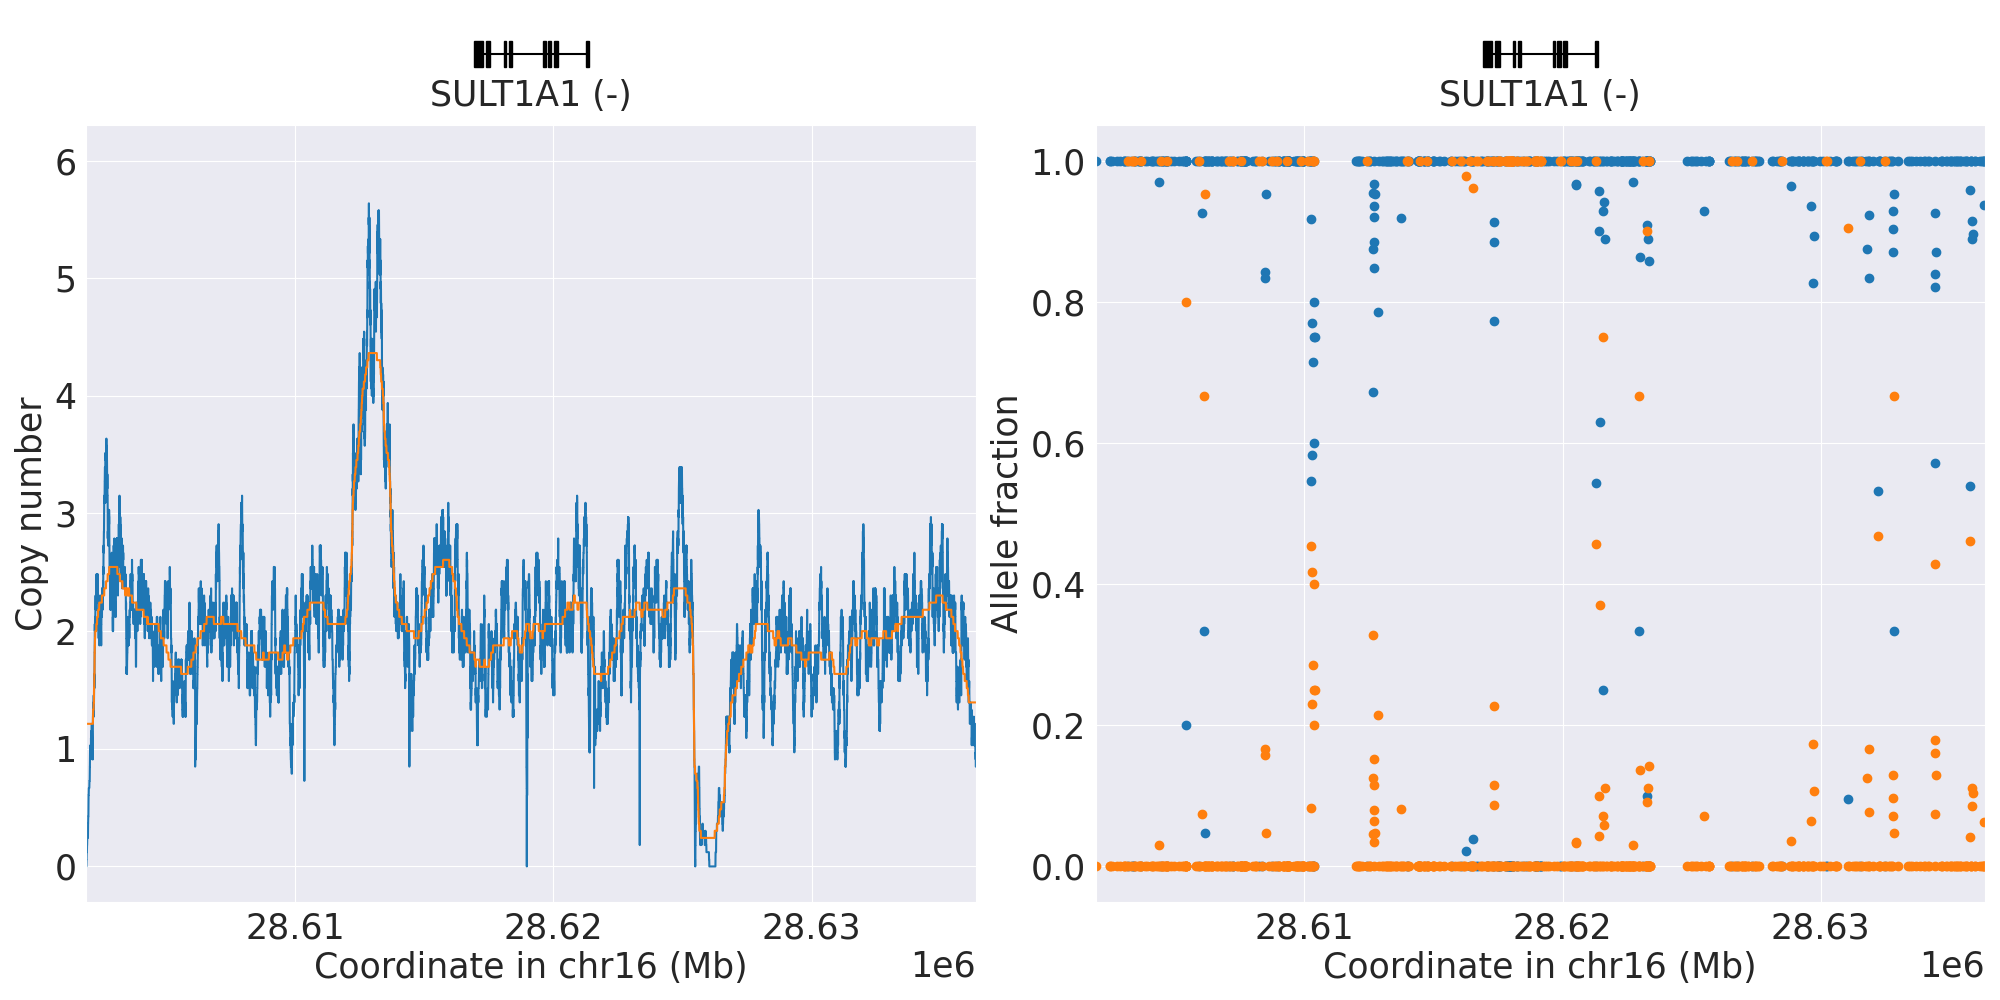 SULT1A1 (-)
Copy number
6
5
4
3
2
1
0
28.61
28.62
28.63
Coordinate in chr16 (Mb)
1e6
SULT1A1 (-)
Allele fraction
1.0
0.8
0.6
0.4
0.2
0.0
28.61
28.62
28.63
Coordinate in chr16 (Mb)
1e6